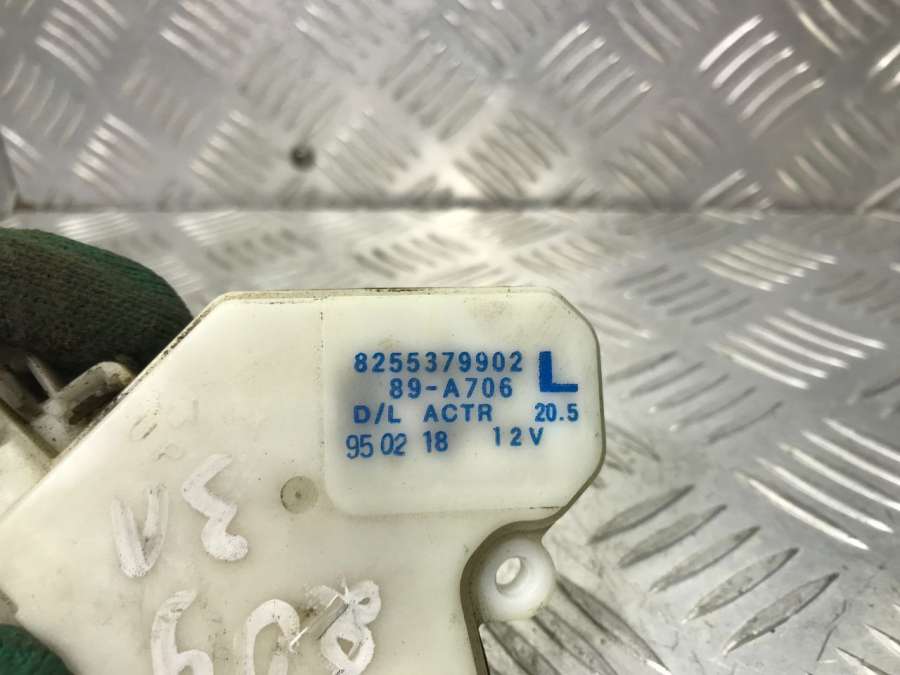 8255379902 L
89-A706
D/L ACTR 20.5
95 02 18 12V